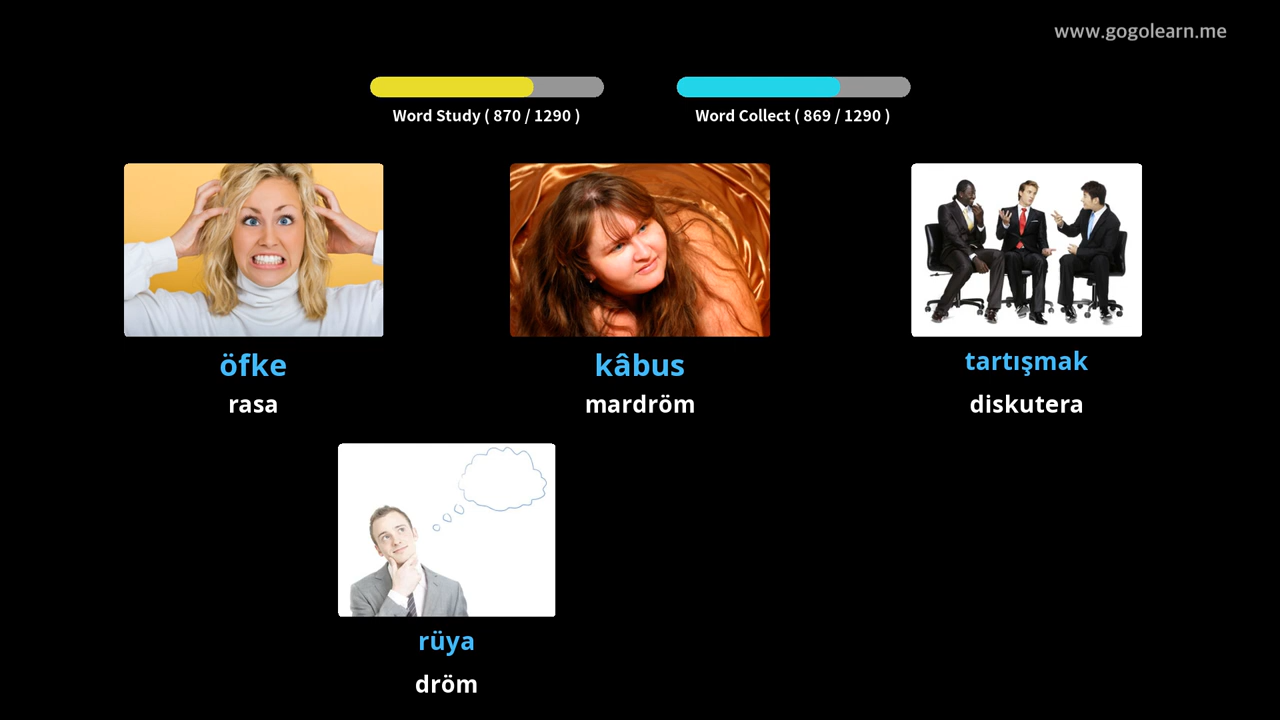 www.gogolearn.me
Word Study ( 870 / 1290 )
Word Collect ( 869 / 1290 )
öfke
rasa
kâbus
mardröm
tartışmak
diskutera
rüya
dröm